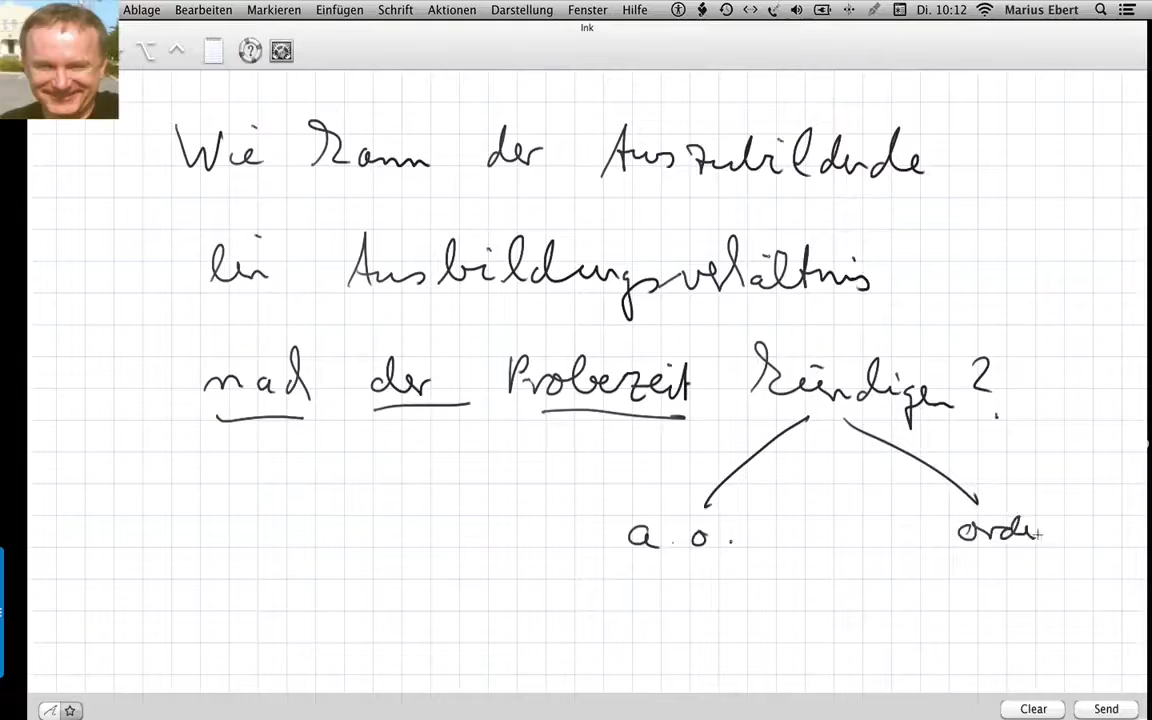 Ablage Bearbeiten Markieren Einfügen Schrift Aktionen Darstellung Fenster Hilfe Di. 10:12 Marius Ebert
Ink
Wie kann der Auszubildende
ein Ausbildungsverhältnis
nach der Probezeit kündigen?
a.o. orde
Clear Send